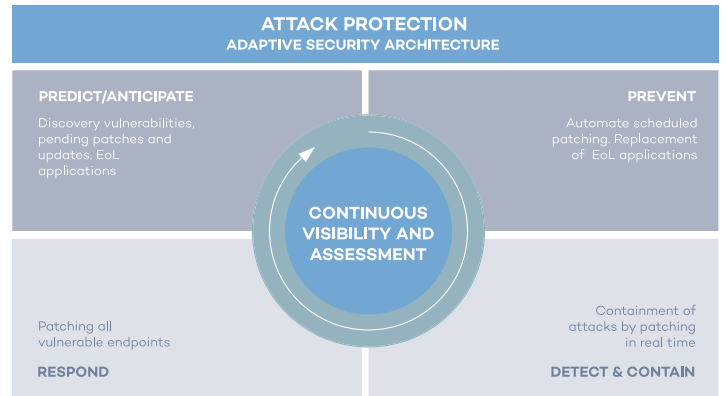 ATTACK PROTECTION
ADAPTIVE SECURITY ARCHITECTURE
PREDICT/ANTICIPATE
Discovery vulnerabilities,
pending patches and
updates. EoL
applications
PREVENT
Automate scheduled
patching. Replacement
of EoL applications
CONTINUOUS
VISIBILITY AND
ASSESSMENT
Patching all
vulnerable endpoints
RESPOND
Containment of
attacks by patching
in real time
DETECT & CONTAIN